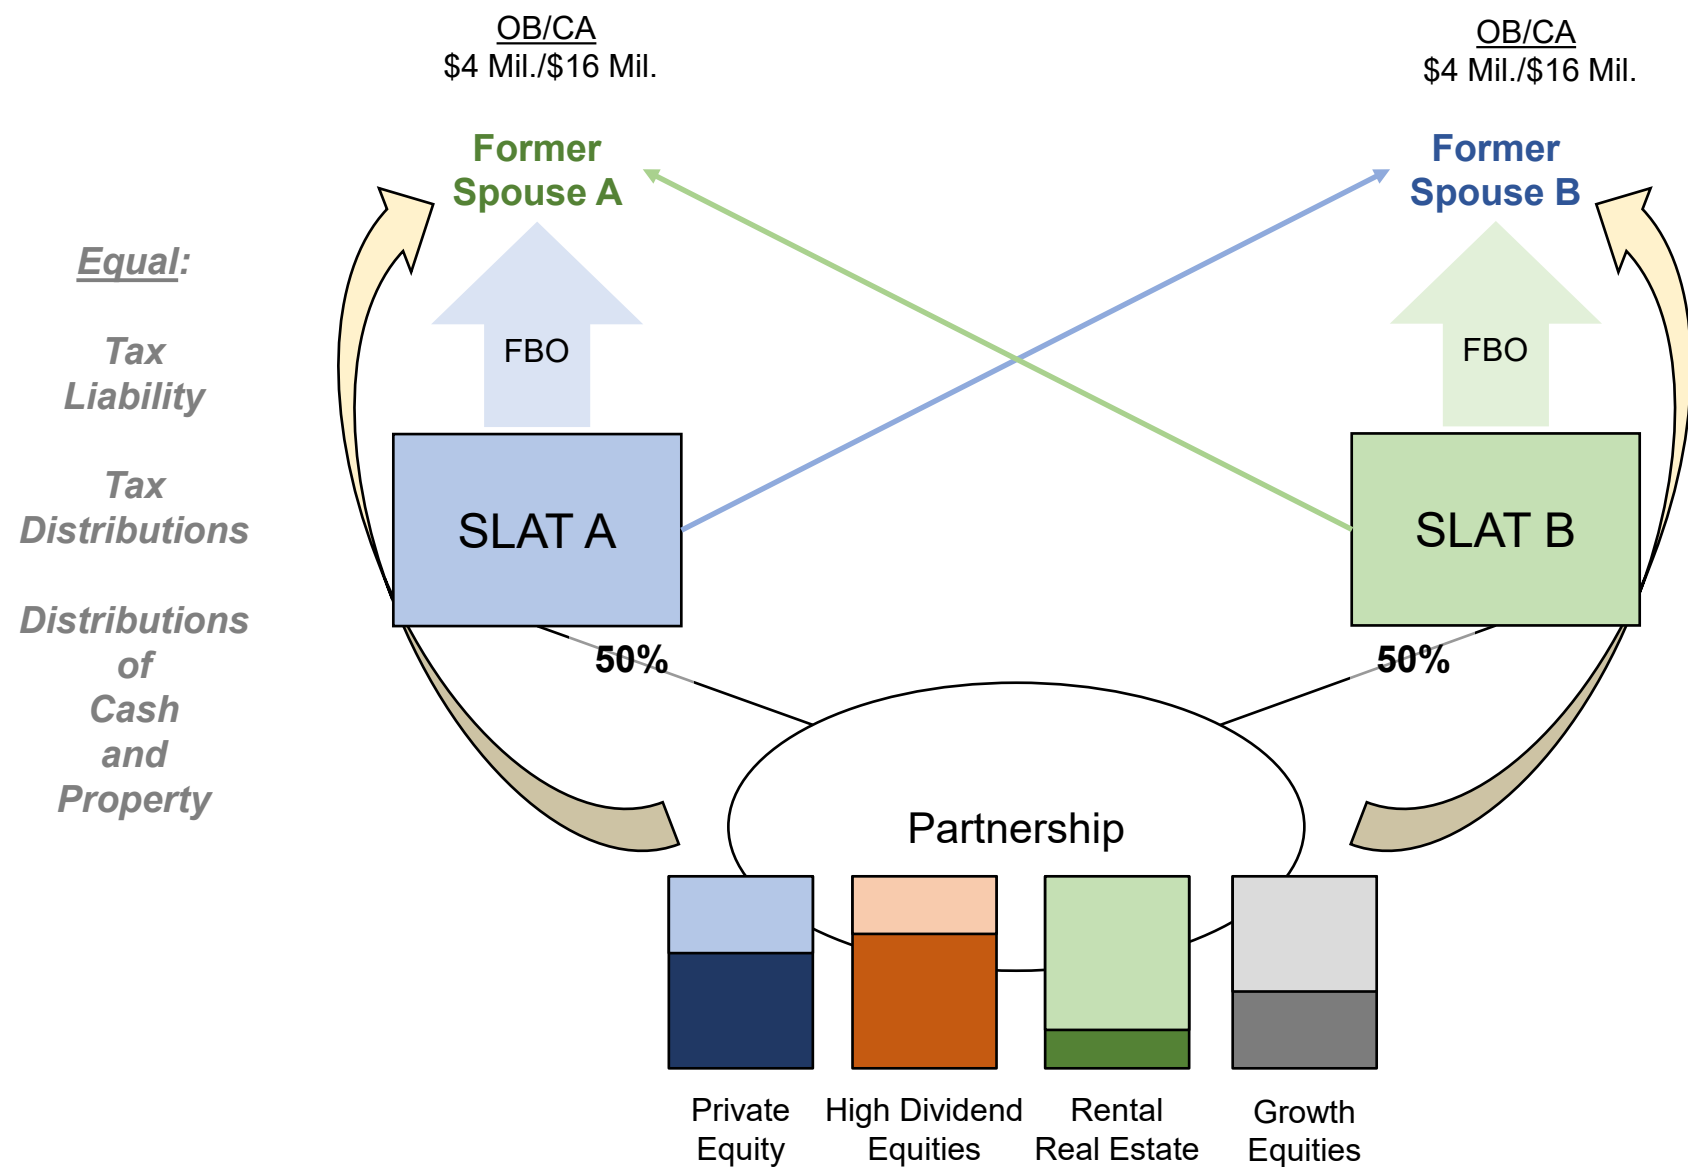 OB/CA
$4 Mil./$16 Mil.
OB/CA
$4 Mil./$16 Mil.
Former
Spouse A
Former
Spouse B
Equal:
Tax
Liability
Tax
Distributions
Distributions
of
Cash
and
Property
FBO
FBO
SLAT A
SLAT B
50%
50%
Partnership
Private
Equity
High Dividend
Equities
Rental
Real Estate
Growth
Equities